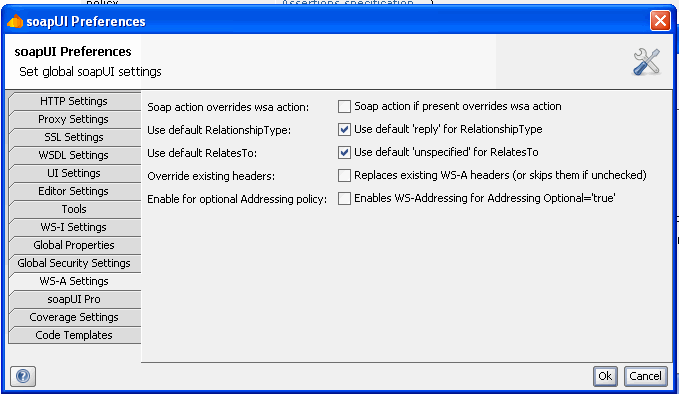 policy Assertions specification
soapUI Preferences
soapUI Preferences
Set global soapUI settings
HTTP Settings
Proxy Settings
SSL Settings
WSDL Settings
UI Settings
Editor Settings
Tools
WS-I Settings
Global Properties
Global Security Settings
WS-A Settings
soapUI Pro
Coverage Settings
Code Templates
Soap action overrides wsa action: Soap action if present overrides wsa action
Use default RelationshipType: Use default 'reply' for RelationshipType
Use default RelatesTo: Use default 'unspecified' for RelatesTo
Override existing headers: Replaces existing WS-A headers (or skips them if unchecked)
Enable for optional Addressing policy: Enables WS-Addressing for Addressing Optional='true'
?
Ok Cancel